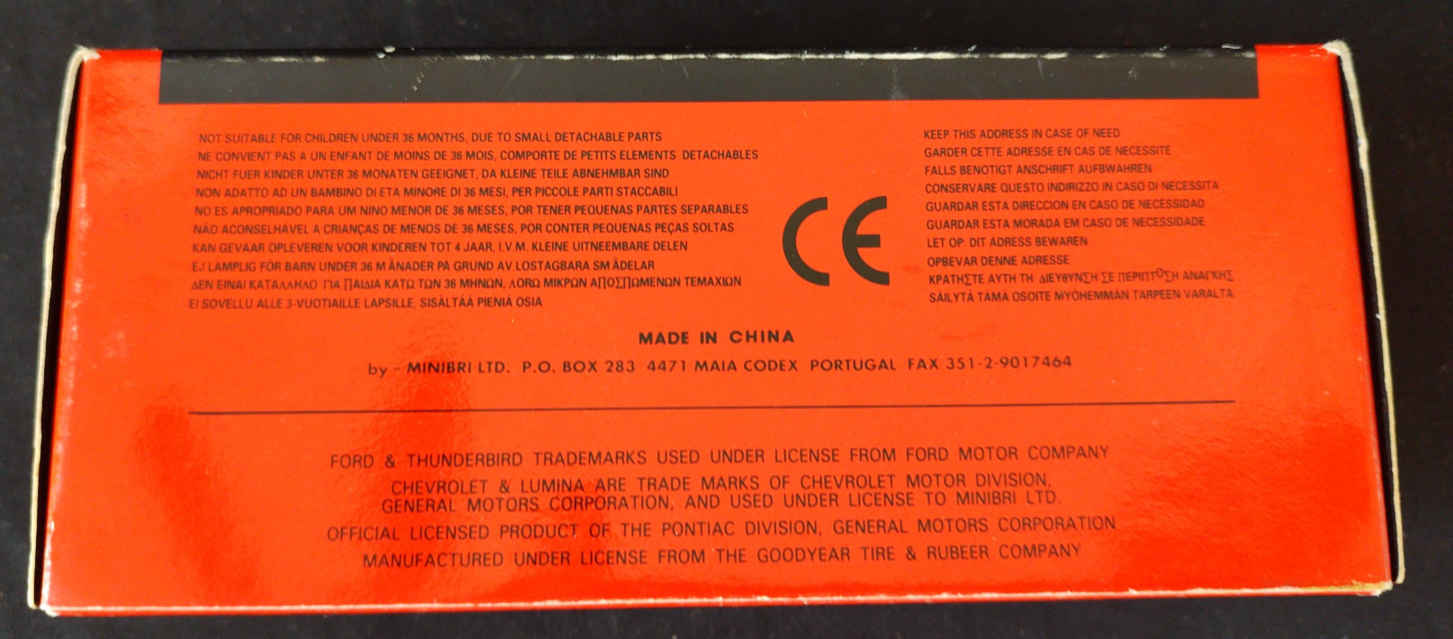 NOT SUITABLE FOR CHILDREN UNDER 36 MONTHS, DUE TO SMALL DETACHABLE PARTS
NE CONVIENT PAS A UN ENFANT DE MOINS DE 36 MOIS, COMPORTE DE PETITS ELEMENTS DETACHABLES
NICHT FUER KINDER UNTER 36 MONATEN GEEIGNET, DA KLEINE TEILE ABNEHMBAR SIND
NON ADATTO AD UN BAMBINO DI ETA MINORE DI 36 MESI, PER PICCOLE PARTI STACCABILI
NO ES APROPRIADO PARA UM NINO MENOR DE 36 MESES, POR TENER PEQUENAS PARTES SEPARABLES
NÃO ACONSELHAVEL A CRIANÇAS DE MENOS DE 36 MESES, POR CONTER PEQUENAS PEÇAS SOLTAS
KAN GEVAAR OPLEVEREN VOOR KINDEREN TOT 4 JAAR, I.V.M. KLEINE UITNEEMBARE DELEN
EJ LAMPLIG FÖR BARN UNDER 36 MÅNADER PA GRUND AV LOSTAGBARA SMÅDELAR
ΔΕΝ ΕΙΝΑΙ ΚΑΤΑΛΛΗΛΟ ΓΙΑ ΠΑΙΔΙΑ ΚΑΤΩ ΤΩΝ 36 ΜΗΝΩΝ, ΛΟΓΩ ΜΙΚΡΩΝ ΑΠΟΣΠΩΜΕΝΩΝ ΤΕΜΑΧΙΩΝ
EI SOVELLU ALLE 3-VUOTIAILLE LAPSILLE, SISÄLTÄÄ PIENIÄ OSIA
CE
KEEP THIS ADDRESS IN CASE OF NEED
GARDER CETTE ADRESSE EN CAS DE NECESSITE
FALLS BENOTIGT ANSCHRIFT AUFBWAHREN
CONSERVARE QUESTO INDIRIZZO IN CASO DI NECESSITA
GUARDAR ESTA DIRECCION EN CASO DE NECESSIDAD
GUARDAR ESTA MORADA EM CASO DE NECESSIDADE
LET OP: DIT ADRESS BEWAREN
OPBEVAR DENNE ADRESSE
ΚΡΑΤΗΣΤΕ ΑΥΤΗ ΤΗ ΔΙΕΥΘΥΝΣΗ ΣΕ ΠΕΡΙΠΤΩΣΗ ΑΝΑΓΚΗΣ
SÄILYTÄ TAMA OSOITE MYÖHEMMAN TARPEEN VARALTA
MADE IN CHINA
by - MINIBRI LTD. P.O. BOX 283 4471 MAIA CODEX PORTUGAL FAX 351-2-9017464
FORD & THUNDERBIRD TRADEMARKS USED UNDER LICENSE FROM FORD MOTOR COMPANY
CHEVROLET & LUMINA ARE TRADE MARKS OF CHEVROLET MOTOR DIVISION,
GENERAL MOTORS CORPORATION, AND USED UNDER LICENSE TO MINIBRI LTD.
OFFICIAL LICENSED PRODUCT OF THE PONTIAC DIVISION, GENERAL MOTORS CORPORATION
MANUFACTURED UNDER LICENSE FROM THE GOODYEAR TIRE & RUBEER COMPANY